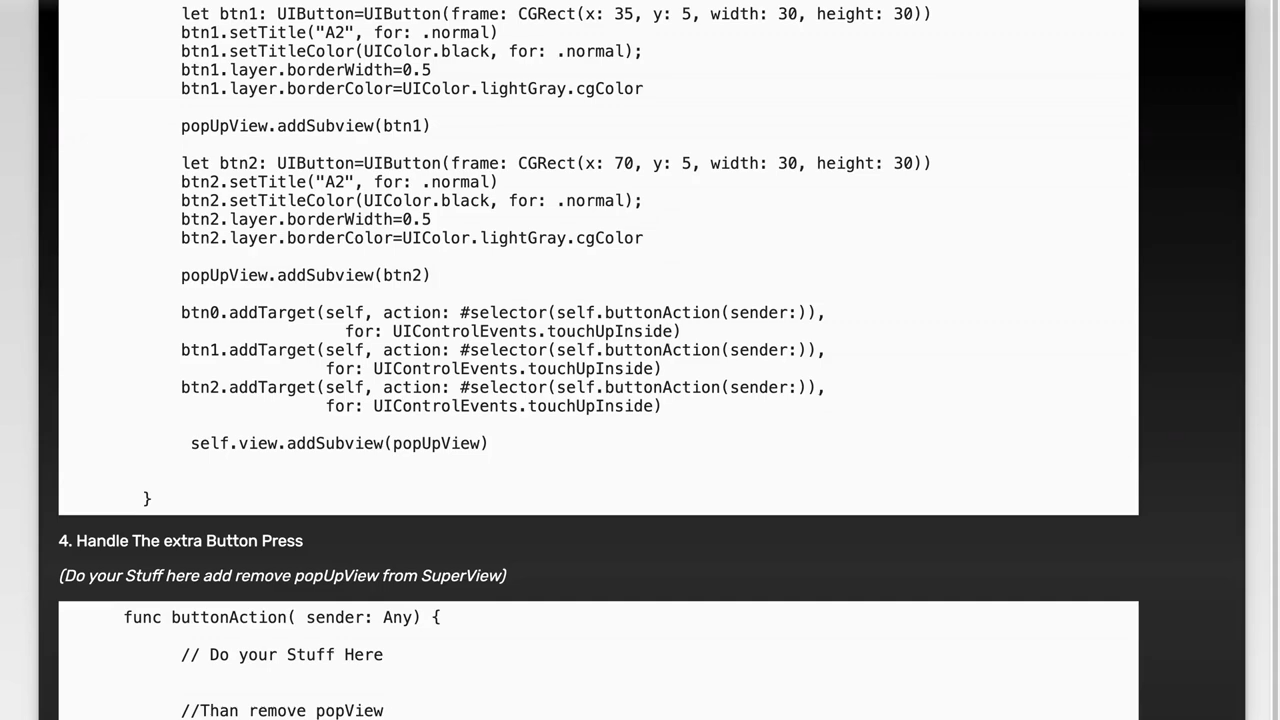 let btn1: UIButton=UIButton(frame: CGRect(x: 35, y: 5, width: 30, height: 30))
btn1.setTitle("A2", for: .normal)
btn1.setTitleColor(UIColor.black, for: .normal);
btn1.layer.borderWidth=0.5
btn1.layer.borderColor=UIColor.lightGray.cgColor
popUpView.addSubview(btn1)
let btn2: UIButton=UIButton(frame: CGRect(x: 70, y: 5, width: 30, height: 30))
btn2.setTitle("A2", for: .normal)
btn2.setTitleColor(UIColor.black, for: .normal);
btn2.layer.borderWidth=0.5
btn2.layer.borderColor=UIColor.lightGray.cgColor
popUpView.addSubview(btn2)
btn0.addTarget(self, action: #selector(self.buttonAction(sender:)),
for: UIControlEvents.touchUpInside)
btn1.addTarget(self, action: #selector(self.buttonAction(sender:)),
for: UIControlEvents.touchUpInside)
btn2.addTarget(self, action: #selector(self.buttonAction(sender:)),
for: UIControlEvents.touchUpInside)
self.view.addSubview(popUpView)
}
4. Handle The extra Button Press
(Do your Stuff here add remove popUpView from SuperView)
func buttonAction( sender: Any) {
// Do your Stuff Here
//Than remove popView